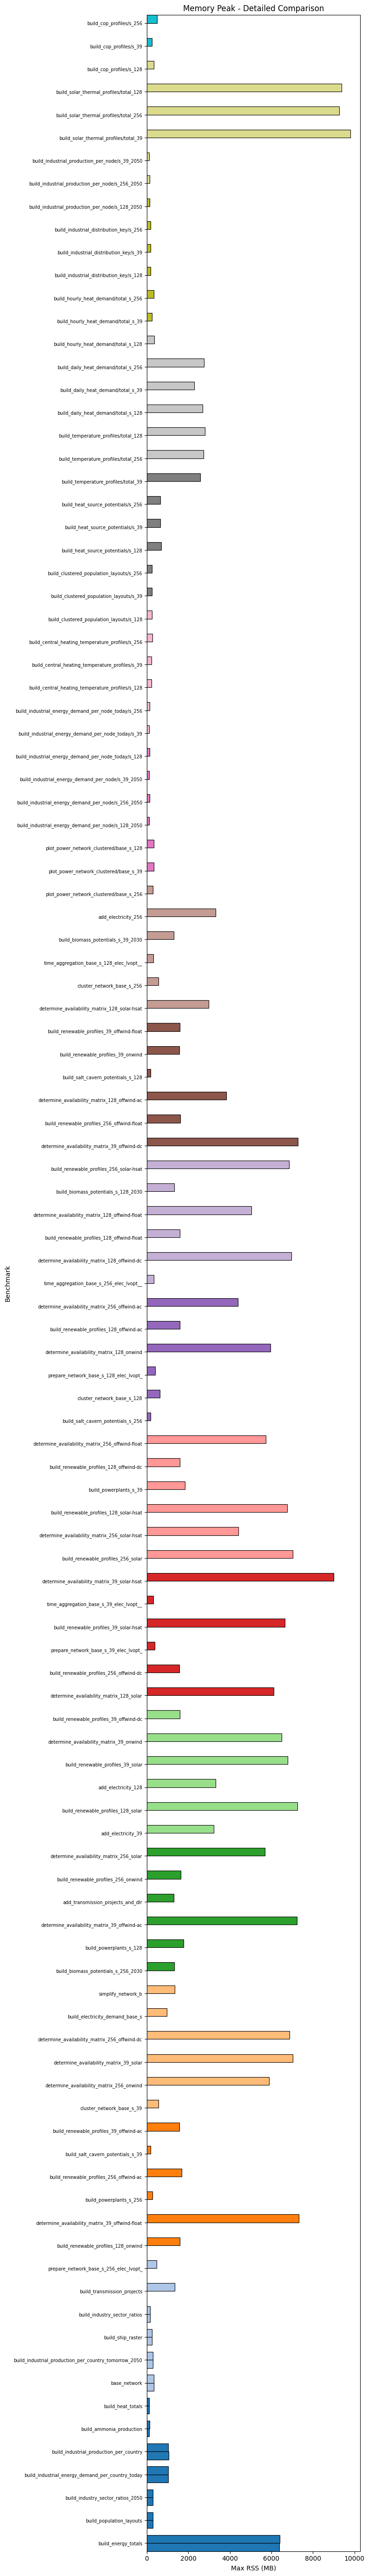 Memory Peak - Detailed Comparison
build_cop_profiles/s_256
build_cop_profiles/s_39
build_cop_profiles/s_128
build_solar_thermal_profiles/total_128
build_solar_thermal_profiles/total_256
build_solar_thermal_profiles/total_39
build_industrial_production_per_node/s_39_2050
build_industrial_production_per_node/s_256_2050
build_industrial_production_per_node/s_128_2050
build_industrial_distribution_key/s_256
build_industrial_distribution_key/s_39
build_industrial_distribution_key/s_128
build_hourly_heat_demand/total_s_256
build_hourly_heat_demand/total_s_39
build_hourly_heat_demand/total_s_128
build_daily_heat_demand/total_s_256
build_daily_heat_demand/total_s_39
build_daily_heat_demand/total_s_128
build_temperature_profiles/total_128
build_temperature_profiles/total_256
build_temperature_profiles/total_39
build_heat_source_potentials/s_256
build_heat_source_potentials/s_39
build_heat_source_potentials/s_128
build_clustered_population_layouts/s_256
build_clustered_population_layouts/s_39
build_clustered_population_layouts/s_128
build_central_heating_temperature_profiles/s_256
build_central_heating_temperature_profiles/s_39
build_central_heating_temperature_profiles/s_128
build_industrial_energy_demand_per_node_today/s_256
build_industrial_energy_demand_per_node_today/s_39
build_industrial_energy_demand_per_node_today/s_128
build_industrial_energy_demand_per_node/s_39_2050
build_industrial_energy_demand_per_node/s_256_2050
build_industrial_energy_demand_per_node/s_128_2050
plot_power_network_clustered/base_s_128
plot_power_network_clustered/base_s_39
plot_power_network_clustered/base_s_256
add_electricity_256
build_biomass_potentials_s_39_2030
time_aggregation_base_s_128_elec_lvopt__
cluster_network_base_s_256
determine_availability_matrix_128_solar-hsat
build_renewable_profiles_39_offwind-float
build_renewable_profiles_39_onwind
build_salt_cavern_potentials_s_128
determine_availability_matrix_128_offwind-ac
build_renewable_profiles_256_offwind-float
determine_availability_matrix_39_offwind-dc
build_renewable_profiles_256_solar-hsat
build_biomass_potentials_s_128_2030
determine_availability_matrix_128_offwind-float
build_renewable_profiles_128_offwind-float
determine_availability_matrix_128_offwind-dc
time_aggregation_base_s_256_elec_lvopt__
determine_availability_matrix_256_offwind-ac
build_renewable_profiles_128_offwind-ac
determine_availability_matrix_128_onwind
prepare_network_base_s_128_elec_lvopt_
cluster_network_base_s_128
build_salt_cavern_potentials_s_256
determine_availability_matrix_256_offwind-float
build_renewable_profiles_128_offwind-dc
build_powerplants_s_39
build_renewable_profiles_128_solar-hsat
determine_availability_matrix_256_solar-hsat
build_renewable_profiles_256_solar
determine_availability_matrix_39_solar-hsat
time_aggregation_base_s_39_elec_lvopt__
build_renewable_profiles_39_solar-hsat
prepare_network_base_s_39_elec_lvopt_
build_renewable_profiles_256_offwind-dc
determine_availability_matrix_128_solar
build_renewable_profiles_39_offwind-dc
determine_availability_matrix_39_onwind
build_renewable_profiles_39_solar
add_electricity_128
build_renewable_profiles_128_solar
add_electricity_39
determine_availability_matrix_256_solar
build_renewable_profiles_256_onwind
add_transmission_projects_and_dlr
determine_availability_matrix_39_offwind-ac
build_powerplants_s_128
build_biomass_potentials_s_256_2030
simplify_network_b
build_electricity_demand_base_s
determine_availability_matrix_256_offwind-dc
determine_availability_matrix_39_solar
determine_availability_matrix_256_onwind
cluster_network_base_s_39
build_renewable_profiles_39_offwind-ac
build_salt_cavern_potentials_s_39
build_renewable_profiles_256_offwind-ac
build_powerplants_s_256
determine_availability_matrix_39_offwind-float
build_renewable_profiles_128_onwind
prepare_network_base_s_256_elec_lvopt_
build_transmission_projects
build_industry_sector_ratios
build_ship_raster
build_industrial_production_per_country_tomorrow_2050
base_network
build_heat_totals
build_ammonia_production
build_industrial_production_per_country
build_industrial_energy_demand_per_country_today
build_industry_sector_ratios_2050
build_population_layouts
build_energy_totals
Benchmark
0 2000 4000 6000 8000 10000
Max RSS (MB)